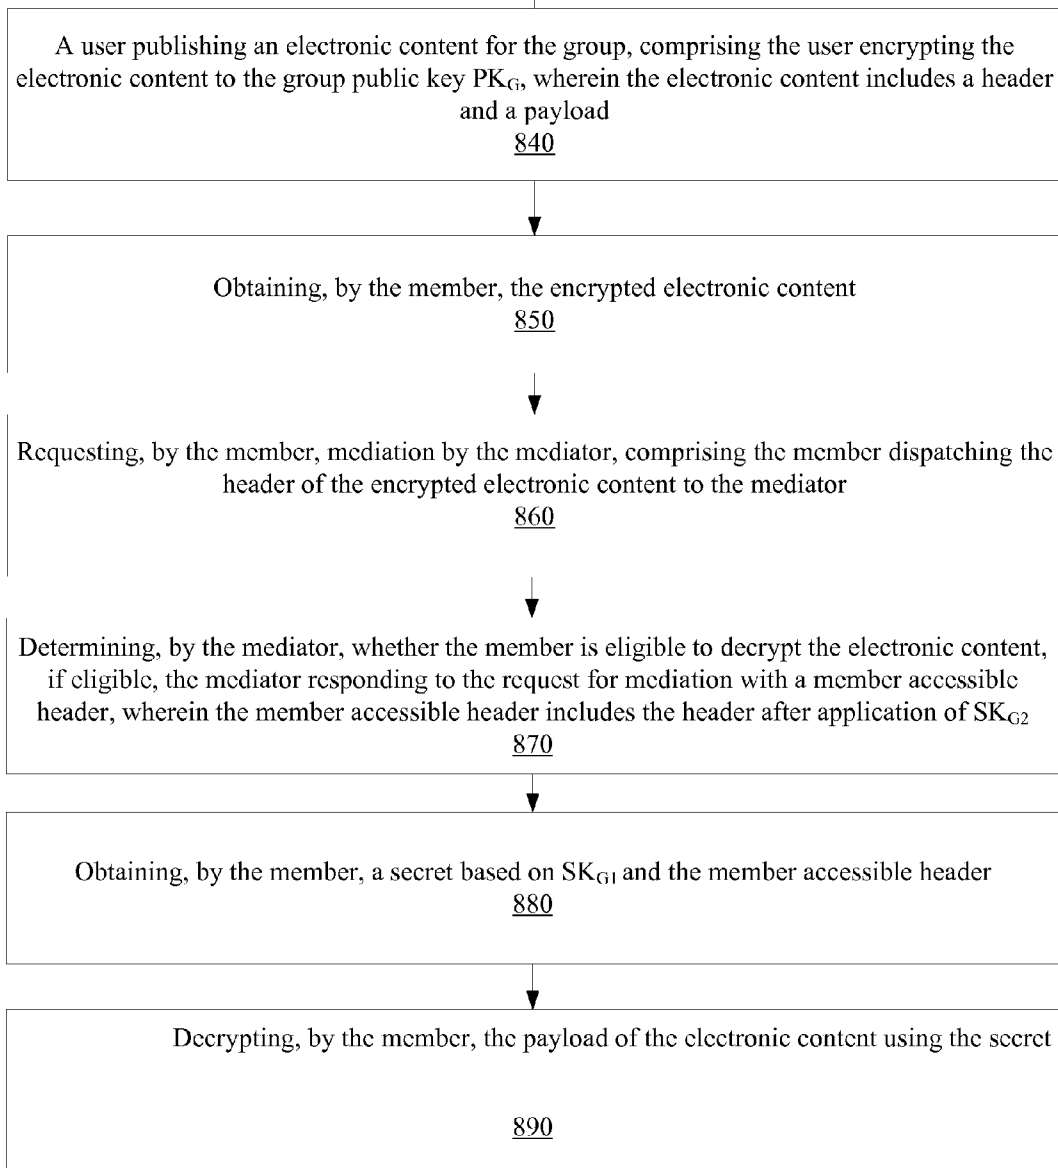 A user publishing an electronic content for the group, comprising the user encrypting the
electronic content to the group public key PKG, wherein the electronic content includes a header
and a payload
840
Obtaining, by the member, the encrypted electronic content
850
Requesting, by the member, mediation by the mediator, comprising the member dispatching the
header of the encrypted electronic content to the mediator
860
Determining, by the mediator, whether the member is eligible to decrypt the electronic content,
if eligible, the mediator responding to the request for mediation with a member accessible
header, wherein the member accessible header includes the header after application of SKG2
870
Obtaining, by the member, a secret based on SKG1 and the member accessible header
880
Decrypting, by the member, the payload of the electronic content using the secret
890